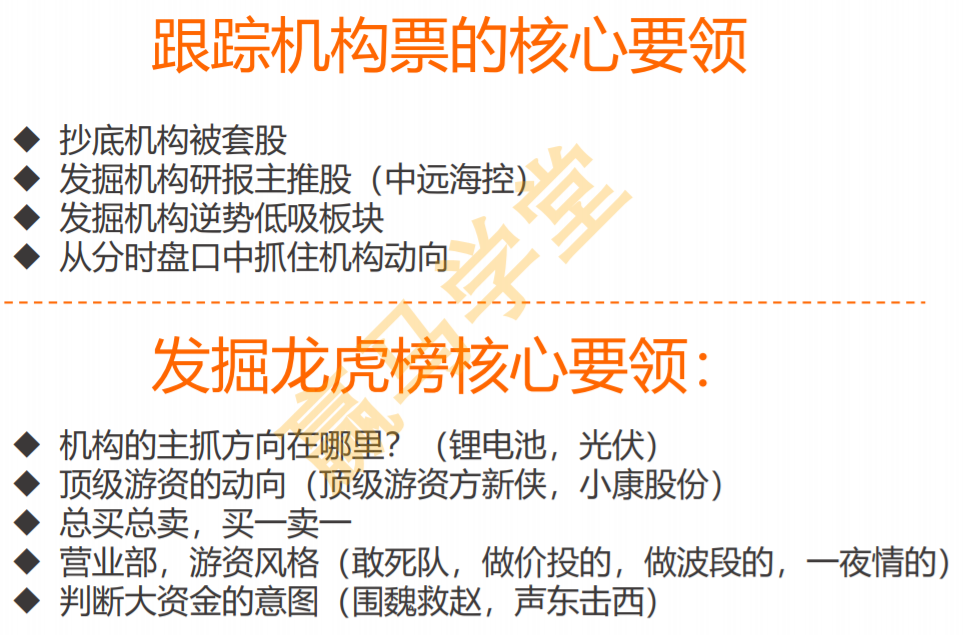 跟踪机构票的核心要领
◆ 抄底机构被套股
◆ 发掘机构研报主推股（中远海控）
◆ 发掘机构逆势低吸板块
◆ 从分时盘口中抓住机构动向
赢马学堂
发掘龙虎榜核心要领：
◆ 机构的主抓方向在哪里？（锂电池，光伏）
◆ 顶级游资的动向（顶级游资方新侠，小康股份）
◆ 总买总卖，买一卖一
◆ 营业部，游资风格（敢死队，做价投的，做波段的，一夜情的）
◆ 判断大资金的意图（围魏救赵，声东击西）